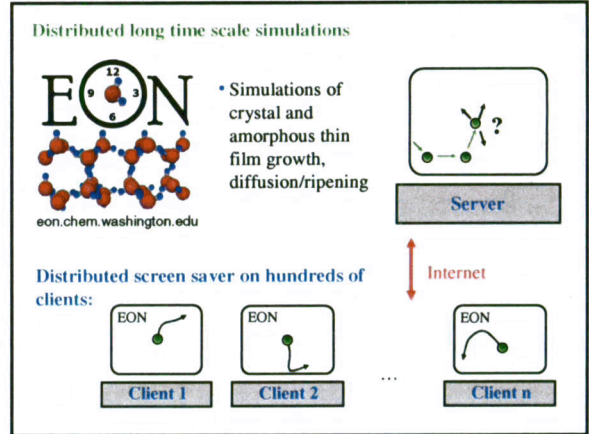 Distributed long time scale simulations
EON
12
9 3
6
• Simulations of
crystal and
amorphous thin
film growth,
diffusion/ripening
eon.chem.washington.edu
?
Server
Internet
Distributed screen saver on hundreds of
clients:
EON
Client 1
EON
Client 2
...
EON
Client n